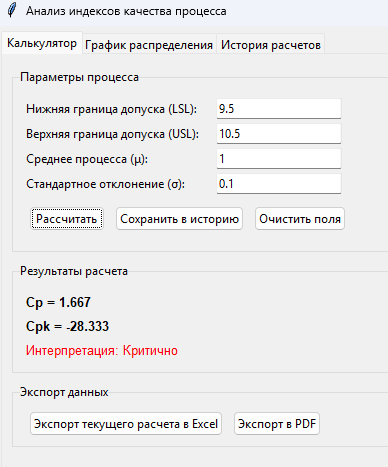 Анализ индексов качества процесса
Калькулятор График распределения История расчетов
Параметры процесса
Нижняя граница допуска (LSL): 9.5
Верхняя граница допуска (USL): 10.5
Среднее процесса (μ): 1
Стандартное отклонение (σ): 0.1
Рассчитать Сохранить в историю Очистить поля
Результаты расчета
Cp = 1.667
Cpk = -28.333
Интерпретация: Критично
Экспорт данных
Экспорт текущего расчета в Excel Экспорт в PDF